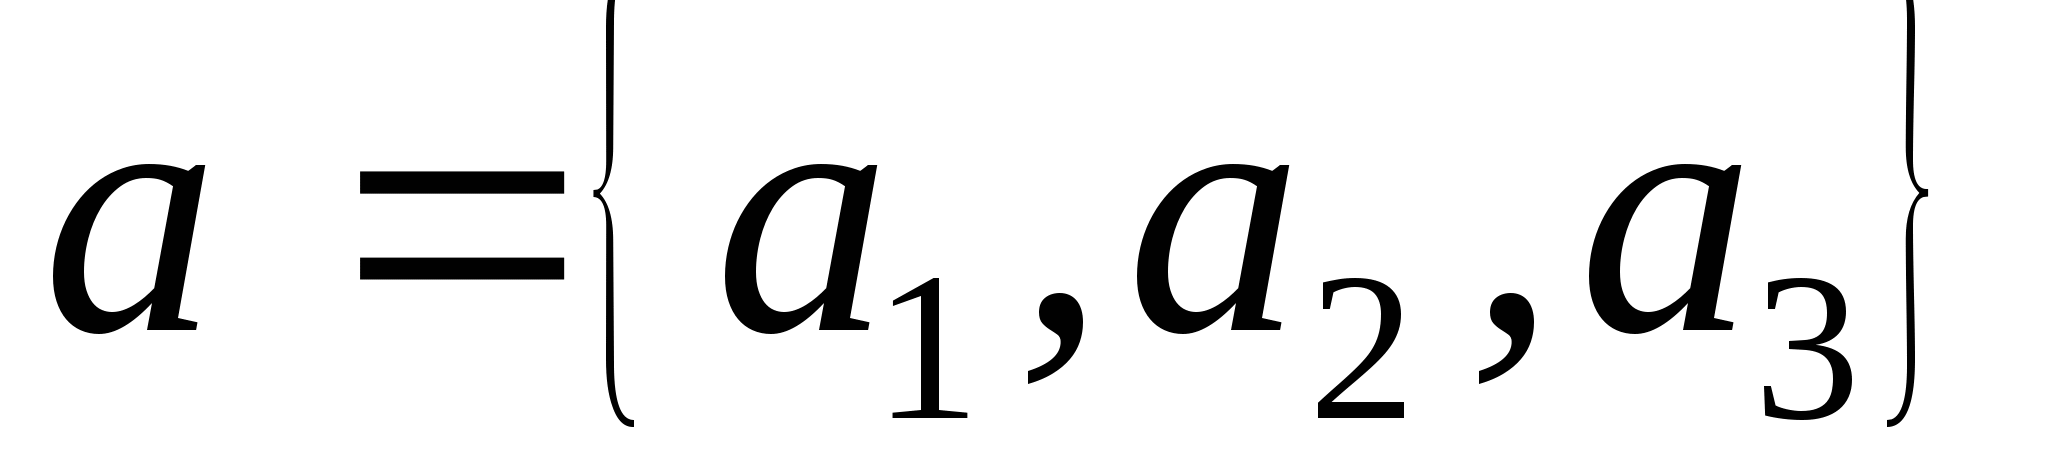 a = {a₁, a₂, a₃}